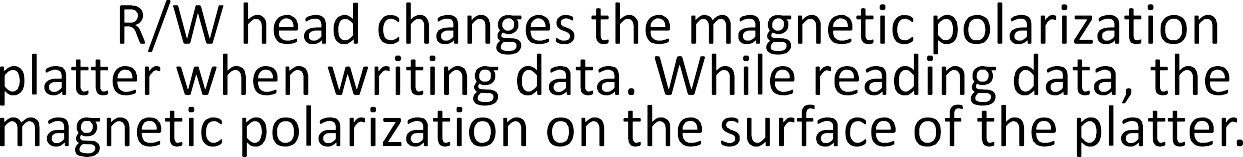 R/W head changes the magnetic polarization
platter when writing data. While reading data, the
magnetic polarization on the surface of the platter.